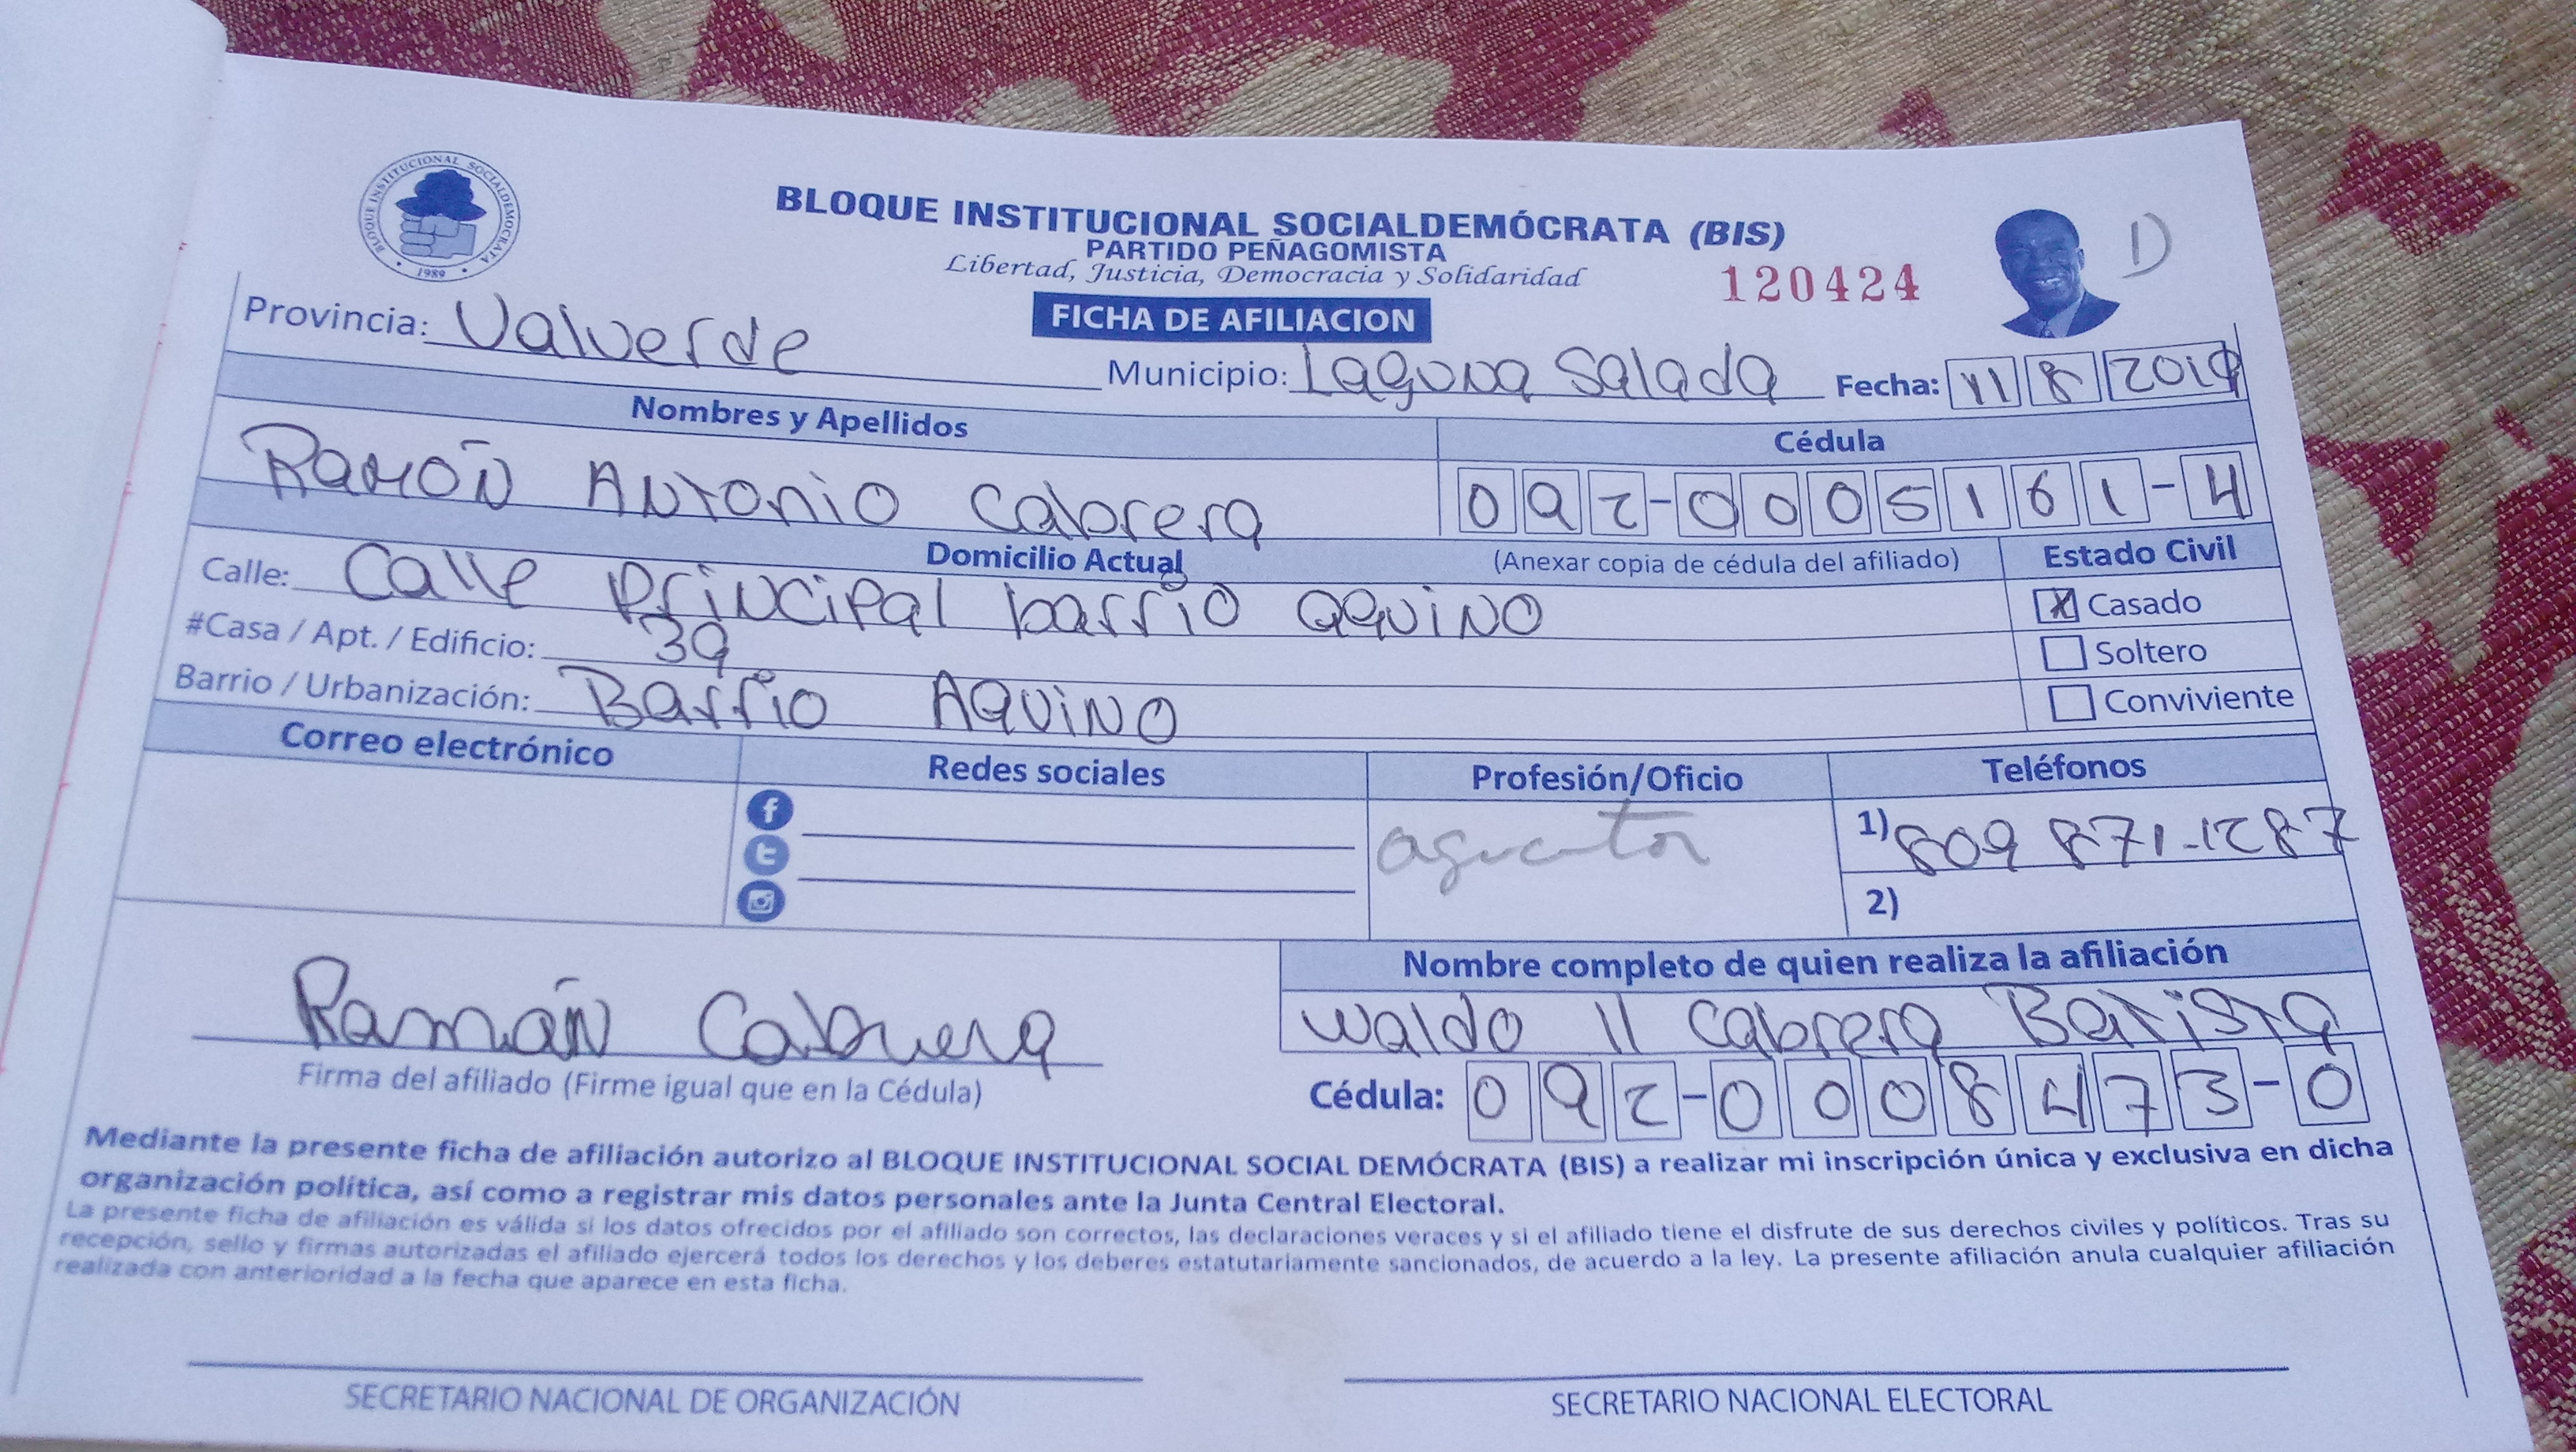 BLOQUE INSTITUCIONAL SOCIALDEMÓCRATA
1989
BLOQUE INSTITUCIONAL SOCIALDEMÓCRATA (BIS)
PARTIDO PEÑAGOMISTA
Libertad, Justicia, Democracia y Solidaridad
120424
D
FICHA DE AFILIACION
Provincia: Valverde Municipio: Laguna Salada Fecha: 11 8 2019
Nombres y Apellidos Cédula
Ramón Antonio Cabrera 092-0005161-4
Domicilio Actual (Anexar copia de cédula del afiliado) Estado Civil
Calle: Calle principal barrio aquino
X Casado
#Casa / Apt. / Edificio: 39
Soltero
Barrio / Urbanización: Barrio Aquino
Conviviente
Correo electrónico Redes sociales Profesión/Oficio Teléfonos
1) 809 871-1287
2)
Nombre completo de quien realiza la afiliación
Ramón Cabrera
Waldo II Cabrera Batista
Firma del afiliado (Firme igual que en la Cédula)
Cédula: 092-0008473-0
Mediante la presente ficha de afiliación autorizo al BLOQUE INSTITUCIONAL SOCIAL DEMÓCRATA (BIS) a realizar mi inscripción única y exclusiva en dicha
organización política, así como a registrar mis datos personales ante la Junta Central Electoral.
La presente ficha de afiliación es válida si los datos ofrecidos por el afiliado son correctos, las declaraciones veraces y si el afiliado tiene el disfrute de sus derechos civiles y políticos. Tras su
recepción, sello y firmas autorizadas el afiliado ejercerá todos los derechos y los deberes estatutariamente sancionados, de acuerdo a la ley. La presente afiliación anula cualquier afiliación
realizada con anterioridad a la fecha que aparece en esta ficha.
SECRETARIO NACIONAL DE ORGANIZACIÓN SECRETARIO NACIONAL ELECTORAL